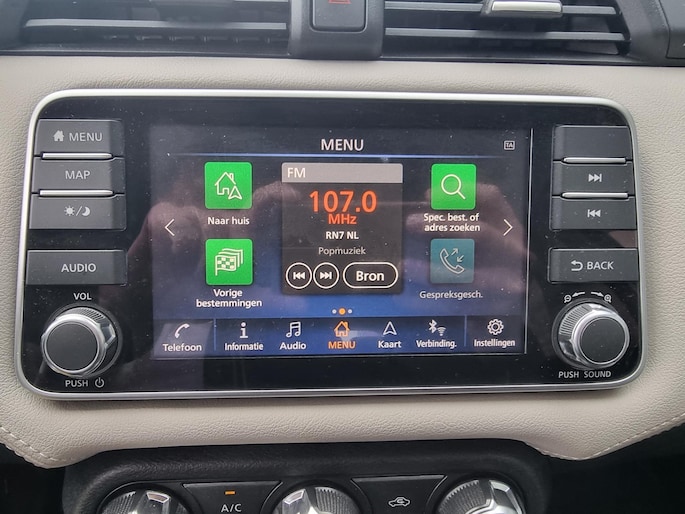 MENU
MAP
AUDIO
VOL
PUSH
MENU
TA
Naar huis
FM
107.0
MHz
RN7 NL
Popmuziek
Bron
Spec. best. of
adres zoeken
Vorige
bestemmingen
Gespreksgesch.
Telefoon
Informatie
Audio
MENU
Kaart
Verbinding.
Instellingen
BACK
PUSH SOUND
A/C